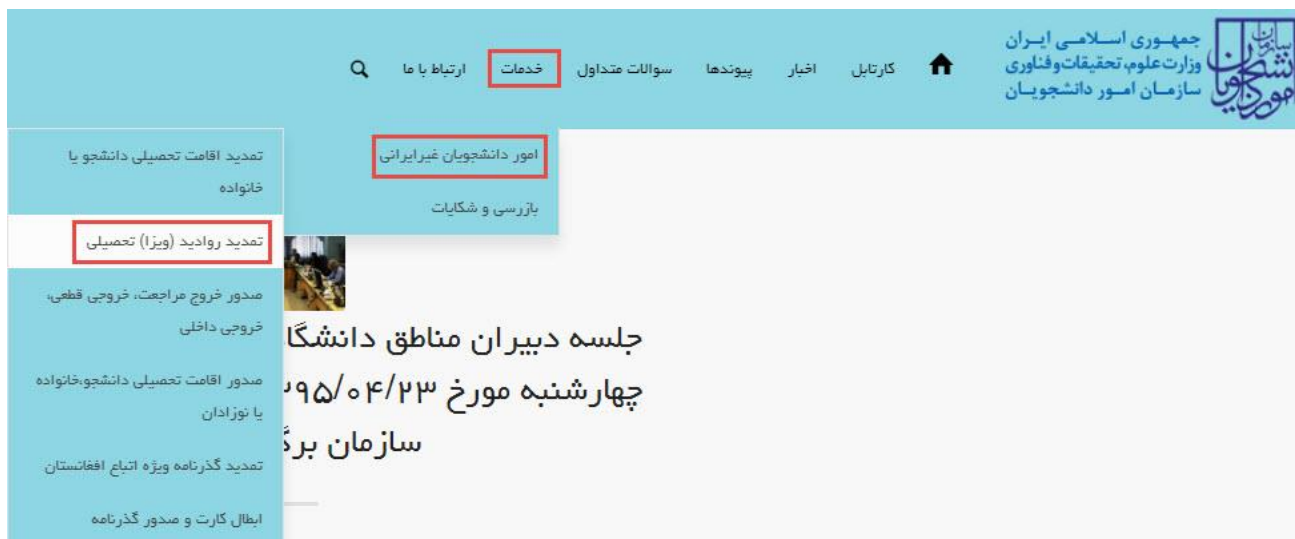 جمهوری اسلامی ایران
وزارت علوم، تحقیقات و فناوری
سازمان امور دانشجویان
سازمان
امور دانشجویان
کارتابل اخبار پیوندها سوالات متداول خدمات ارتباط با ما
امور دانشجویان غیرایرانی
بازرسی و شکایات
تمدید اقامت تحصیلی دانشجو یا
خانواده
تمدید روادید (ویزا) تحصیلی
صدور خروج مراجعت، خروجی قطعی،
خروجی داخلی
صدور اقامت تحصیلی دانشجو،خانواده
یا نوزادان
تمدید گذرنامه ویژه اتباع افغانستان
ابطال کارت و صدور گذرنامه
جلسه دبیران مناطق
چهارشنبه مورخ ۹۵/۰۴/۲۳
سازمان